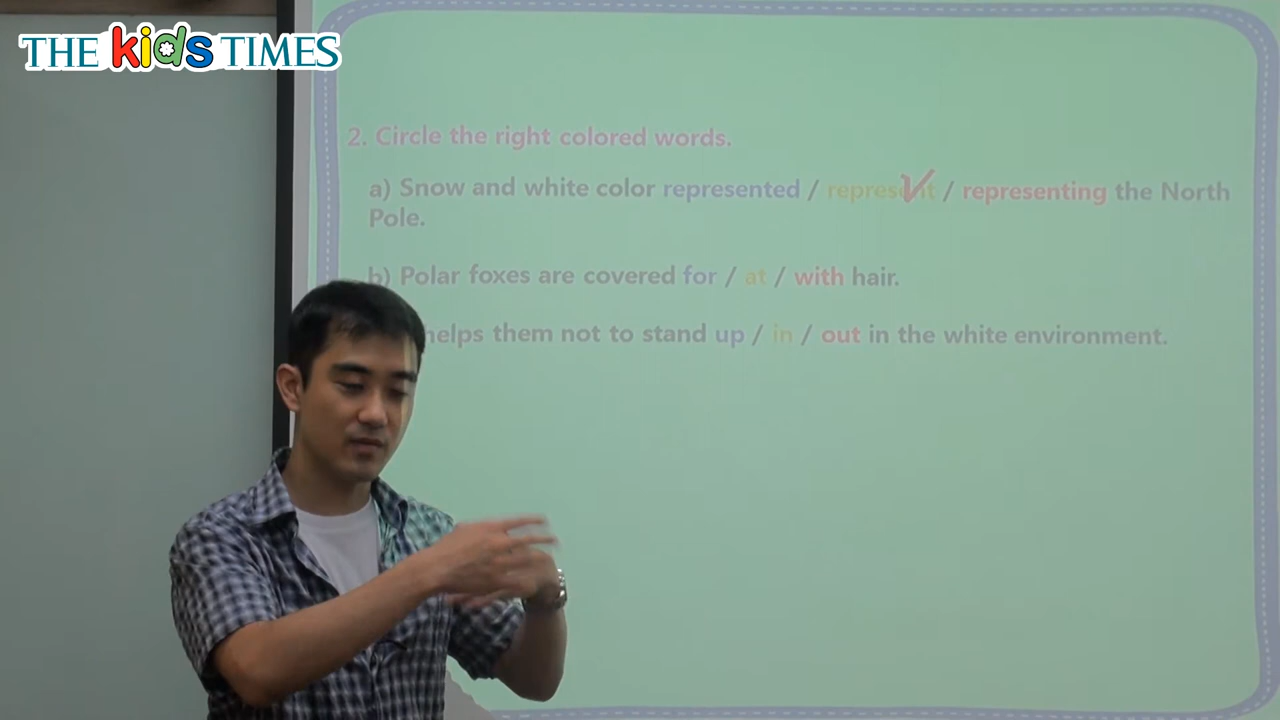 THE kids TIMES
2. Circle the right colored words.
a) Snow and white color represented / represent / representing the North
Pole.
b) Polar foxes are covered for / at / with hair.
helps them not to stand up / in / out in the white environment.